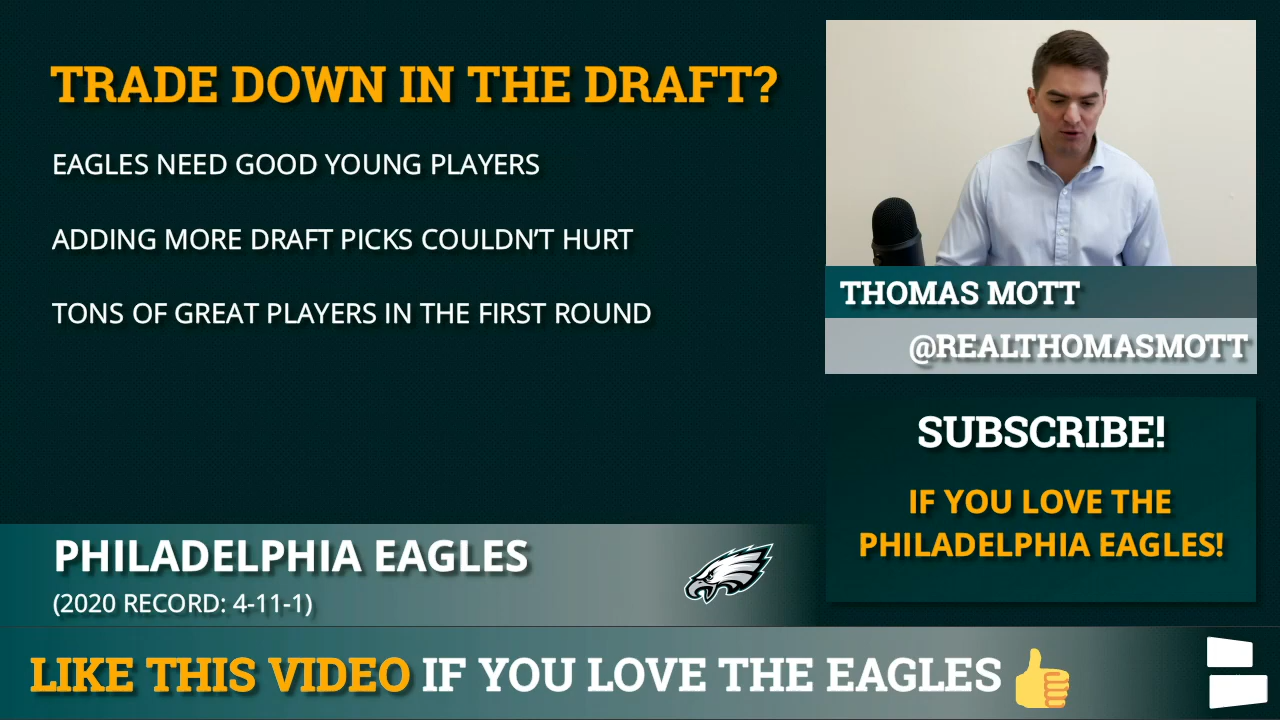 TRADE DOWN IN THE DRAFT?
EAGLES NEED GOOD YOUNG PLAYERS
ADDING MORE DRAFT PICKS COULDN’T HURT
TONS OF GREAT PLAYERS IN THE FIRST ROUND
THOMAS MOTT
@REALTHOMASMOTT
SUBSCRIBE!
IF YOU LOVE THE
PHILADELPHIA EAGLES!
PHILADELPHIA EAGLES
(2020 RECORD: 4-11-1)
LIKE THIS VIDEO IF YOU LOVE THE EAGLES